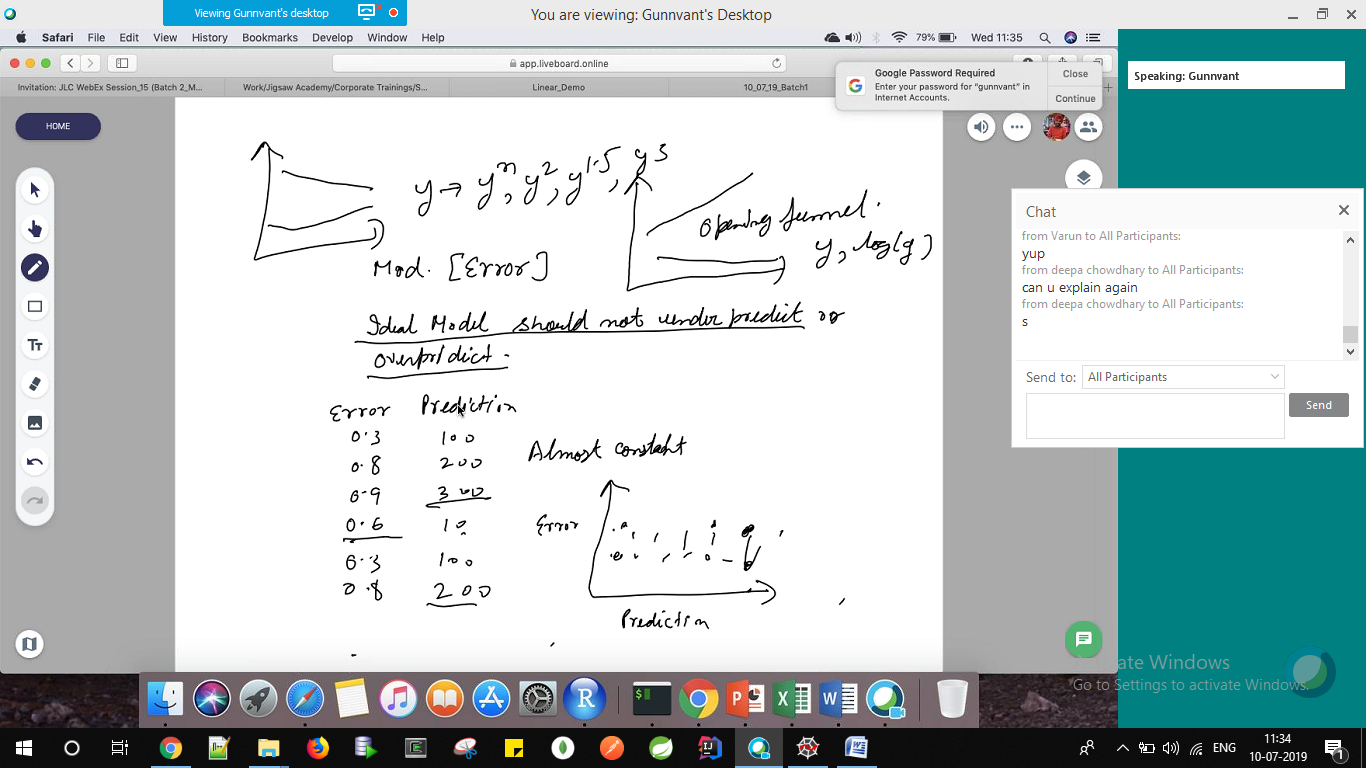 Viewing Gunnvant's desktop
You are viewing: Gunnvant's Desktop
Safari File Edit View History Bookmarks Develop Window Help
79% Wed 11:35
app.liveboard.online
Invitation: JLC WebEx Session_15 (Batch 2_M...
Work/Jigsaw Academy/Corporate Trainings/S...
Linear_Demo
10_07_19_Batch1
Google Password Required
Enter your password for "gunnvant" in
Internet Accounts.
Close
Continue
Speaking: Gunnvant
HOME
y → yⁿ, y², y^1.5, y3
opening funnel.
y, log(y)
Mod. [Error]
Ideal Model should not under predict or
overpredict.
Error Prediction
0.3 100
0.8 200
0.9 300
0.6 10
0.3 100
0.8 200
Almost constant
Error
Prediction
Chat
from Varun to All Participants:
yup
from deepa chowdhary to All Participants:
can u explain again
from deepa chowdhary to All Participants:
s
Send to: All Participants
Send
ate Windows
Go to Settings to activate Windows.
ENG
11:34
10-07-2019